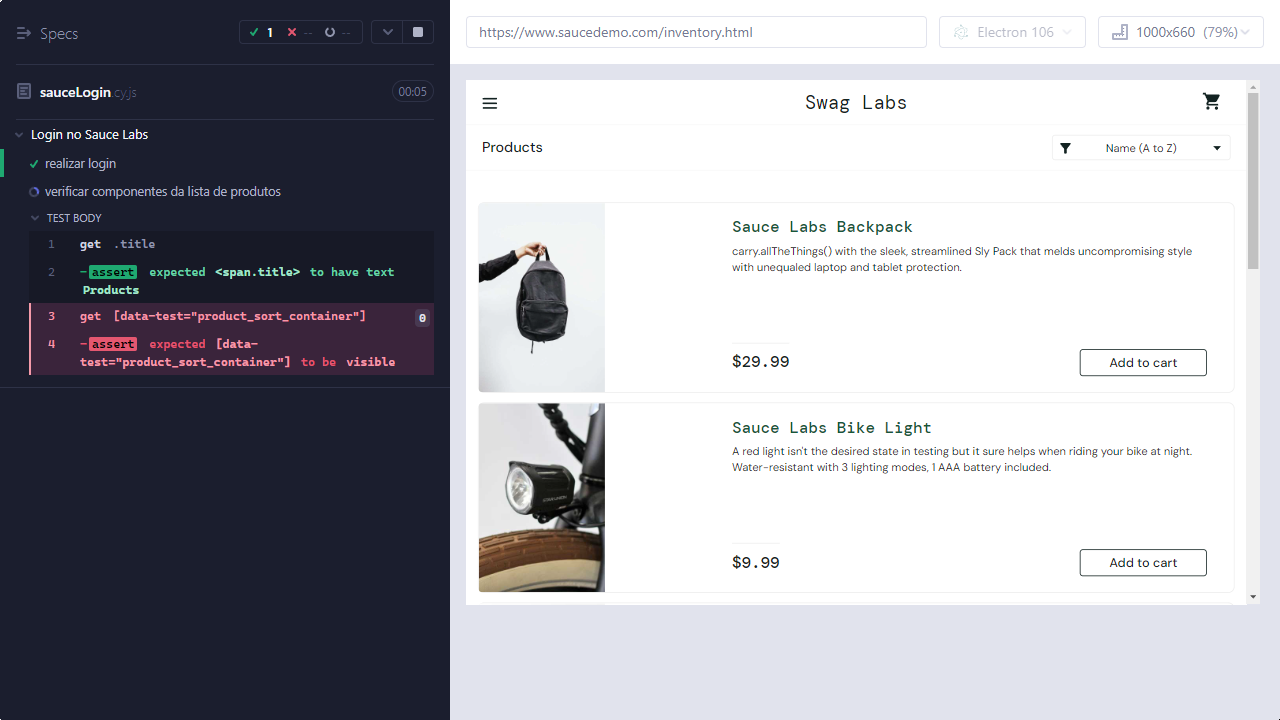 Specs
1
--
--
https://www.saucedemo.com/inventory.html
Electron 106
1000x660 (79%)
sauceLogin.cy.js
00:05
Login no Sauce Labs
realizar login
verificar componentes da lista de produtos
TEST BODY
1 get .title
2 -assert expected <span.title> to have text
Products
3 get [data-test="product_sort_container"] 0
4 -assert expected [data-
test="product_sort_container"] to be visible
Swag Labs
Products
Name (A to Z)
Sauce Labs Backpack
carry.allTheThings() with the sleek, streamlined Sly Pack that melds uncompromising style
with unequaled laptop and tablet protection.
$29.99
Add to cart
Sauce Labs Bike Light
A red light isn't the desired state in testing but it sure helps when riding your bike at night.
Water-resistant with 3 lighting modes, 1 AAA battery included.
$9.99
Add to cart